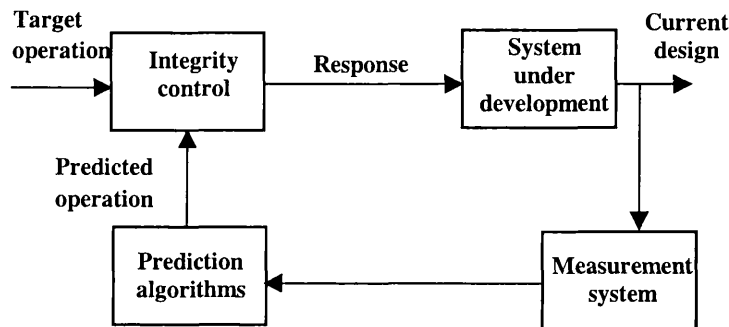 Target
operation
Integrity
control
Response
System
under
development
Current
design
Predicted
operation
Prediction
algorithms
Measurement
system